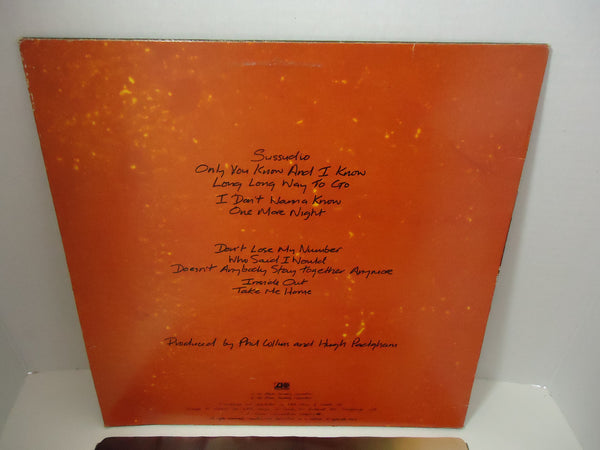 Sussudio
Only You Know And I Know
Long Long Way To Go
I Don't Wanna Know
One More Night
Don't Lose My Number
Who Said I Would
Doesn't Anybody Stay Together Anymore
Inside Out
Take Me Home
Produced by Phil Collins and Hugh Padgham